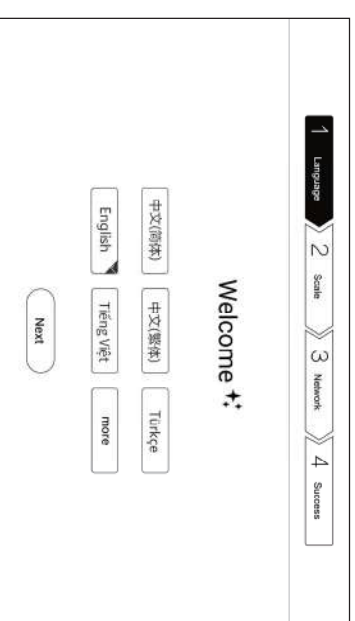 1 Language 2 Scale 3 Network 4 Success
Welcome
中文(简体) 中文(繁体) Türkçe
English Tiếng Việt more
Next